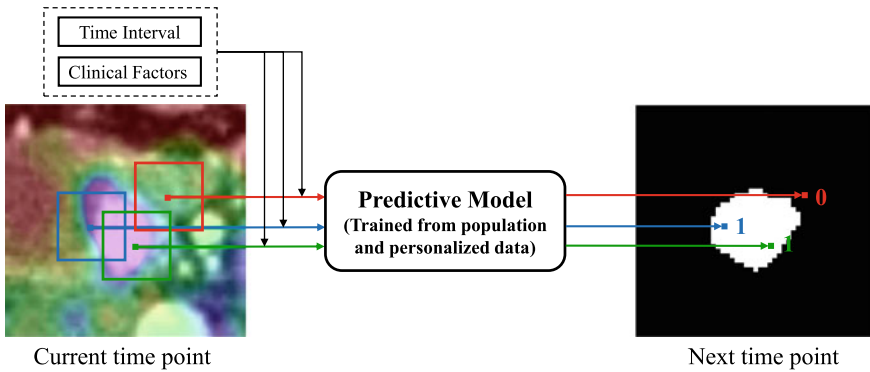 Time Interval
Clinical Factors
Predictive Model
(Trained from population
and personalized data)
0
1
1
Current time point
Next time point